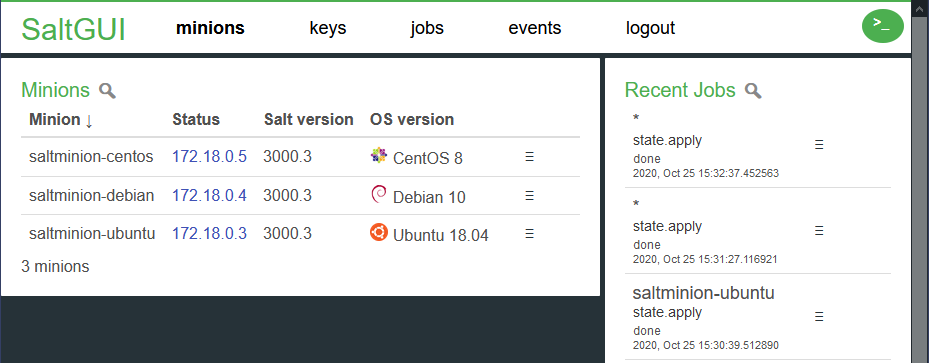 SaltGUI minions keys jobs events logout >_
Minions
Minion ↓ Status Salt version OS version
saltminion-centos 172.18.0.5 3000.3 CentOS 8
saltminion-debian 172.18.0.4 3000.3 Debian 10
saltminion-ubuntu 172.18.0.3 3000.3 Ubuntu 18.04
3 minions
Recent Jobs
*
state.apply
done
2020, Oct 25 15:32:37.452563
*
state.apply
done
2020, Oct 25 15:31:27.116921
saltminion-ubuntu
state.apply
done
2020, Oct 25 15:30:39.512890